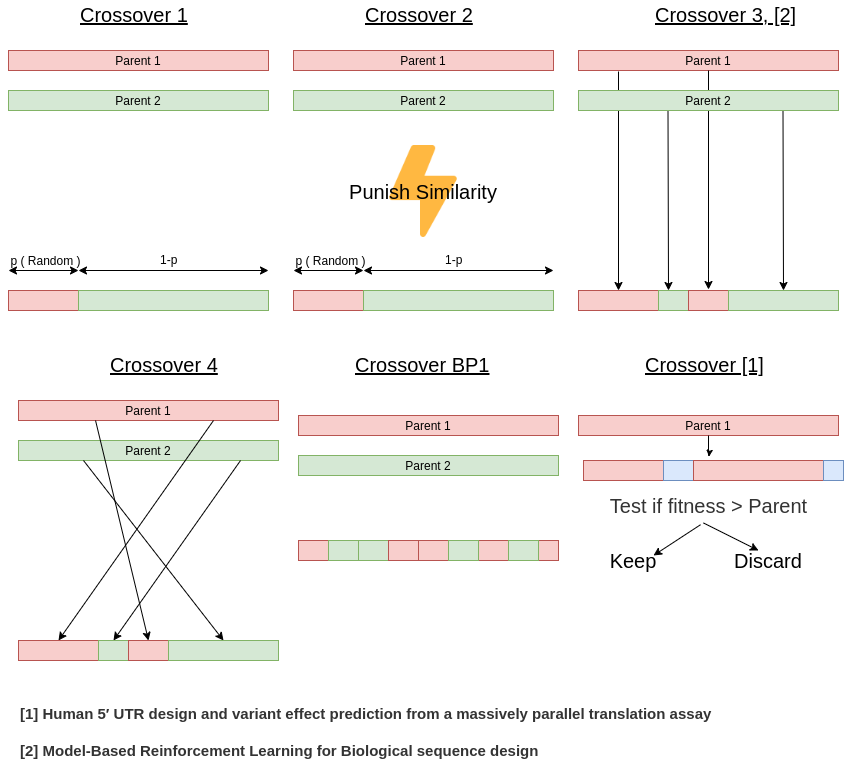 Crossover 1
Parent 1
Parent 2
p ( Random )
1-p
Crossover 2
Parent 1
Parent 2
Punish Similarity
p ( Random )
1-p
Crossover 3, [2]
Parent 1
Parent 2
Crossover 4
Parent 1
Parent 2
Crossover BP1
Parent 1
Parent 2
Crossover [1]
Parent 1
Test if fitness > Parent
Keep
Discard
[1] Human 5′ UTR design and variant effect prediction from a massively parallel translation assay
[2] Model-Based Reinforcement Learning for Biological sequence design